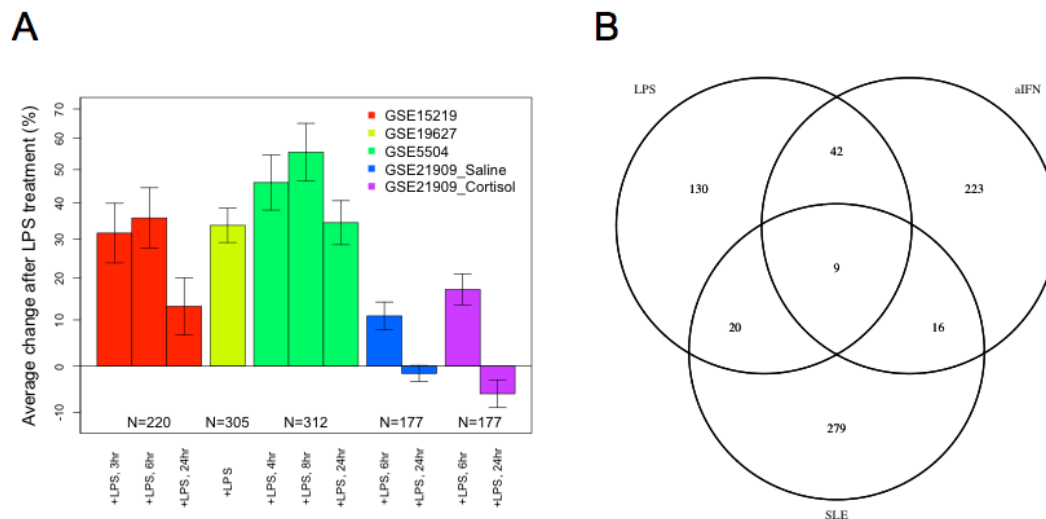 A
B
Average change after LPS treatment (%)
70
60
50
40
30
20
10
0
-10
GSE15219
GSE19627
GSE5504
GSE21909_Saline
GSE21909_Cortisol
N=220
N=305
N=312
N=177
N=177
+LPS, 3hr
+LPS, 6hr
+LPS, 24hr
+LPS
+LPS, 4hr
+LPS, 8hr
+LPS, 24hr
+LPS, 6hr
+LPS, 24hr
+LPS, 6hr
+LPS, 24hr
LPS
aIFN
42
130
223
9
20
16
279
SLE